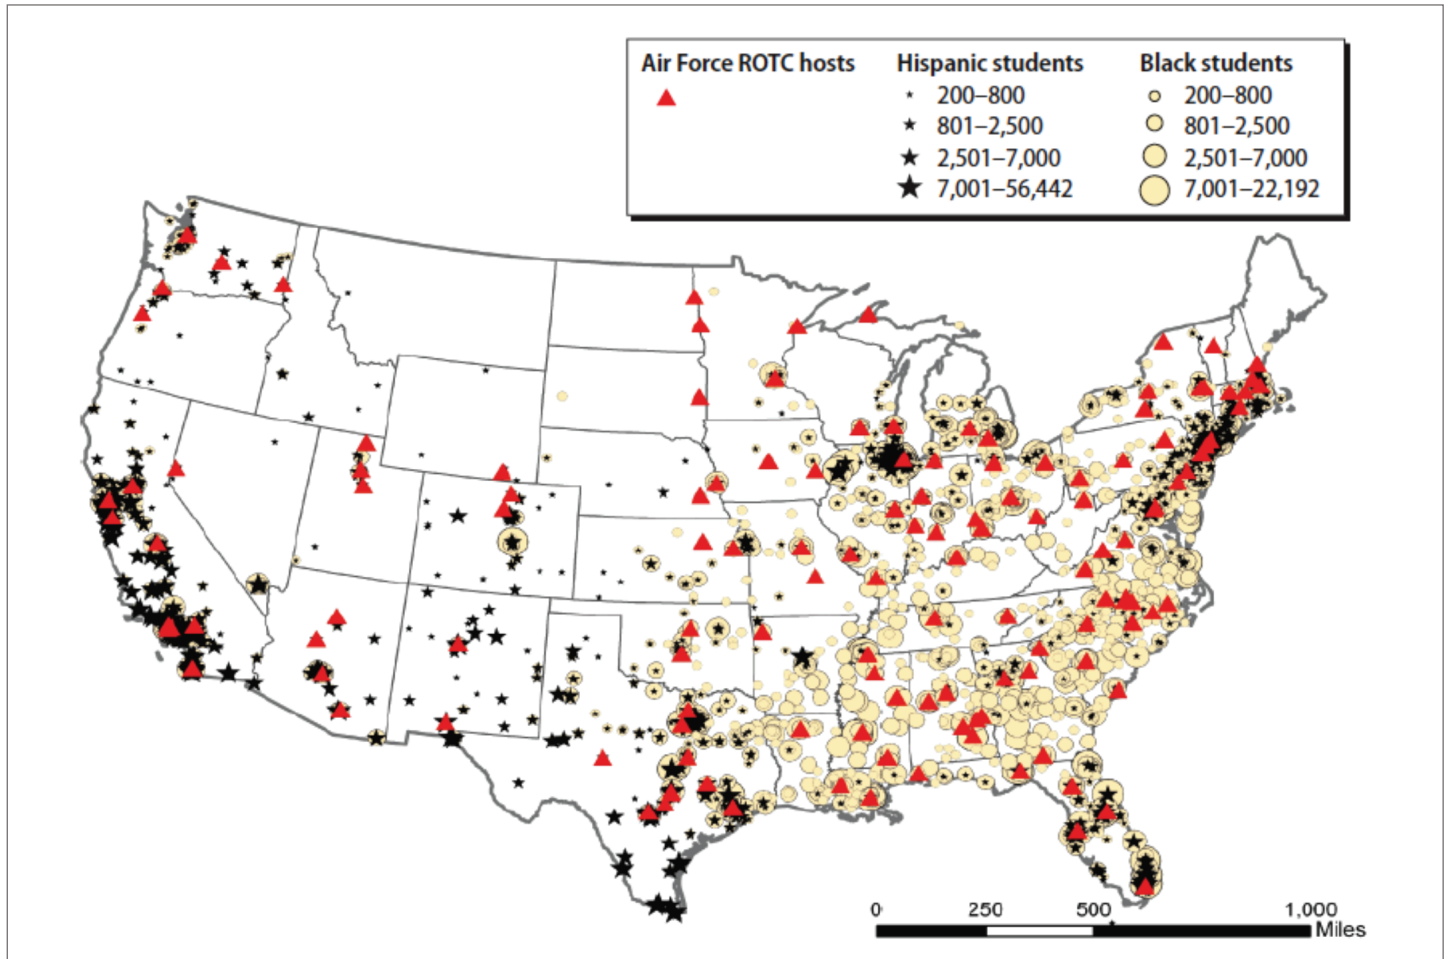 Air Force ROTC hosts
Hispanic students
200–800
801–2,500
2,501–7,000
7,001–56,442
Black students
200–800
801–2,500
2,501–7,000
7,001–22,192
0 250 500 1,000
Miles